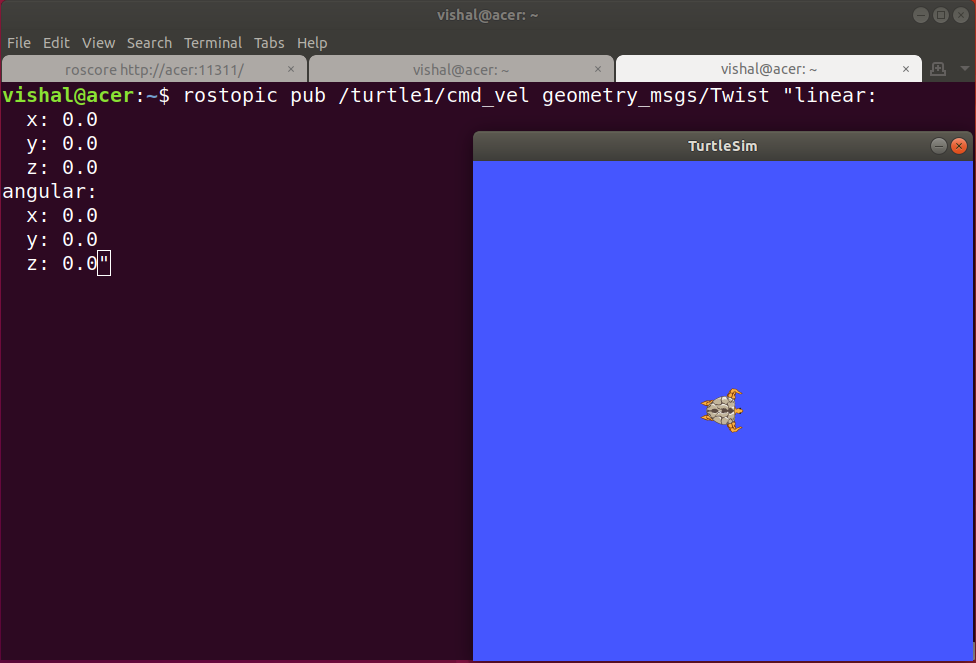 vishal@acer: ~
File Edit View Search Terminal Tabs Help
roscore http://acer:11311/ × vishal@acer: ~ × vishal@acer: ~ ×
vishal@acer:~$ rostopic pub /turtle1/cmd_vel geometry_msgs/Twist "linear:
  x: 0.0
  y: 0.0
  z: 0.0
angular:
  x: 0.0
  y: 0.0
  z: 0.0"
TurtleSim